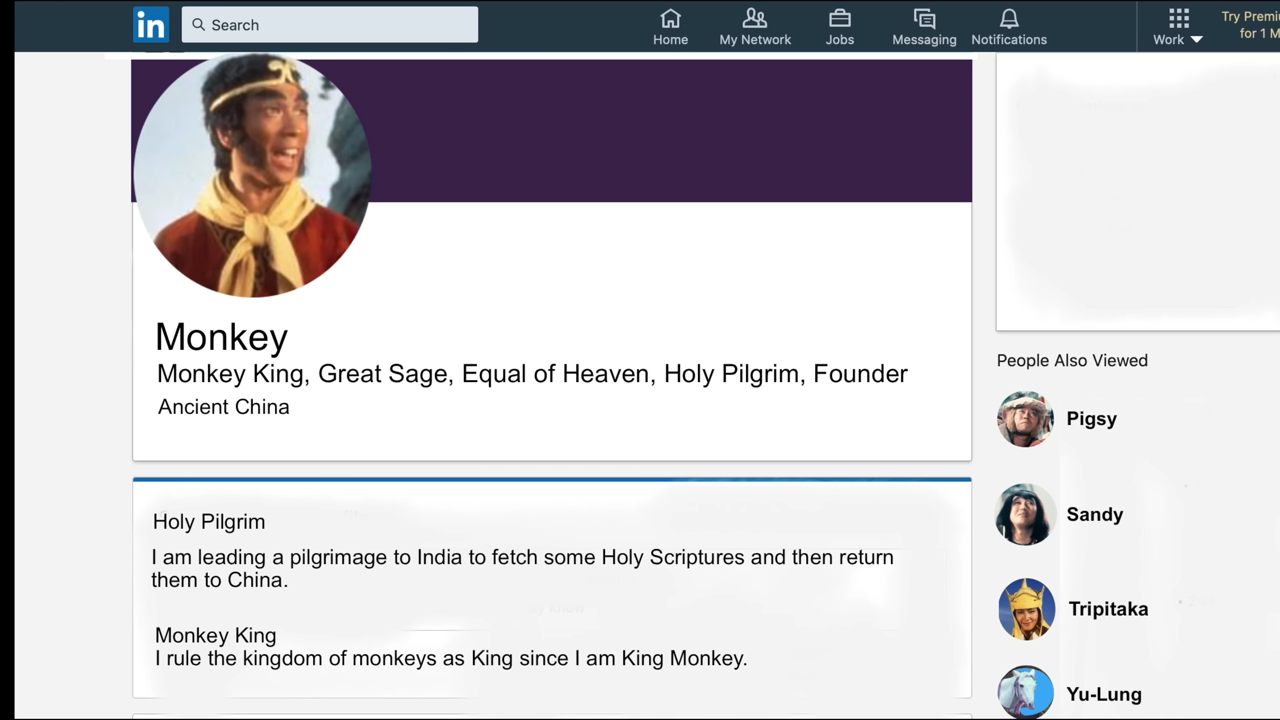 in
Search
Home
My Network
Jobs
Messaging
Notifications
Work
Try
for 1
Monkey
Monkey King, Great Sage, Equal of Heaven, Holy Pilgrim, Founder
Ancient China
Holy Pilgrim
I am leading a pilgrimage to India to fetch some Holy Scriptures and then return
them to China.
Monkey King
I rule the kingdom of monkeys as King since I am King Monkey.
People Also Viewed
Pigsy
Sandy
Tripitaka
Yu-Lung